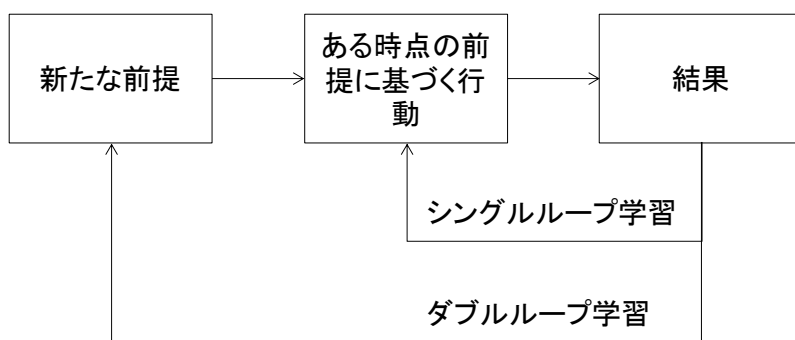 新たな前提
ある時点の前
提に基づく行
動
結果
シングルループ学習
ダブルループ学習